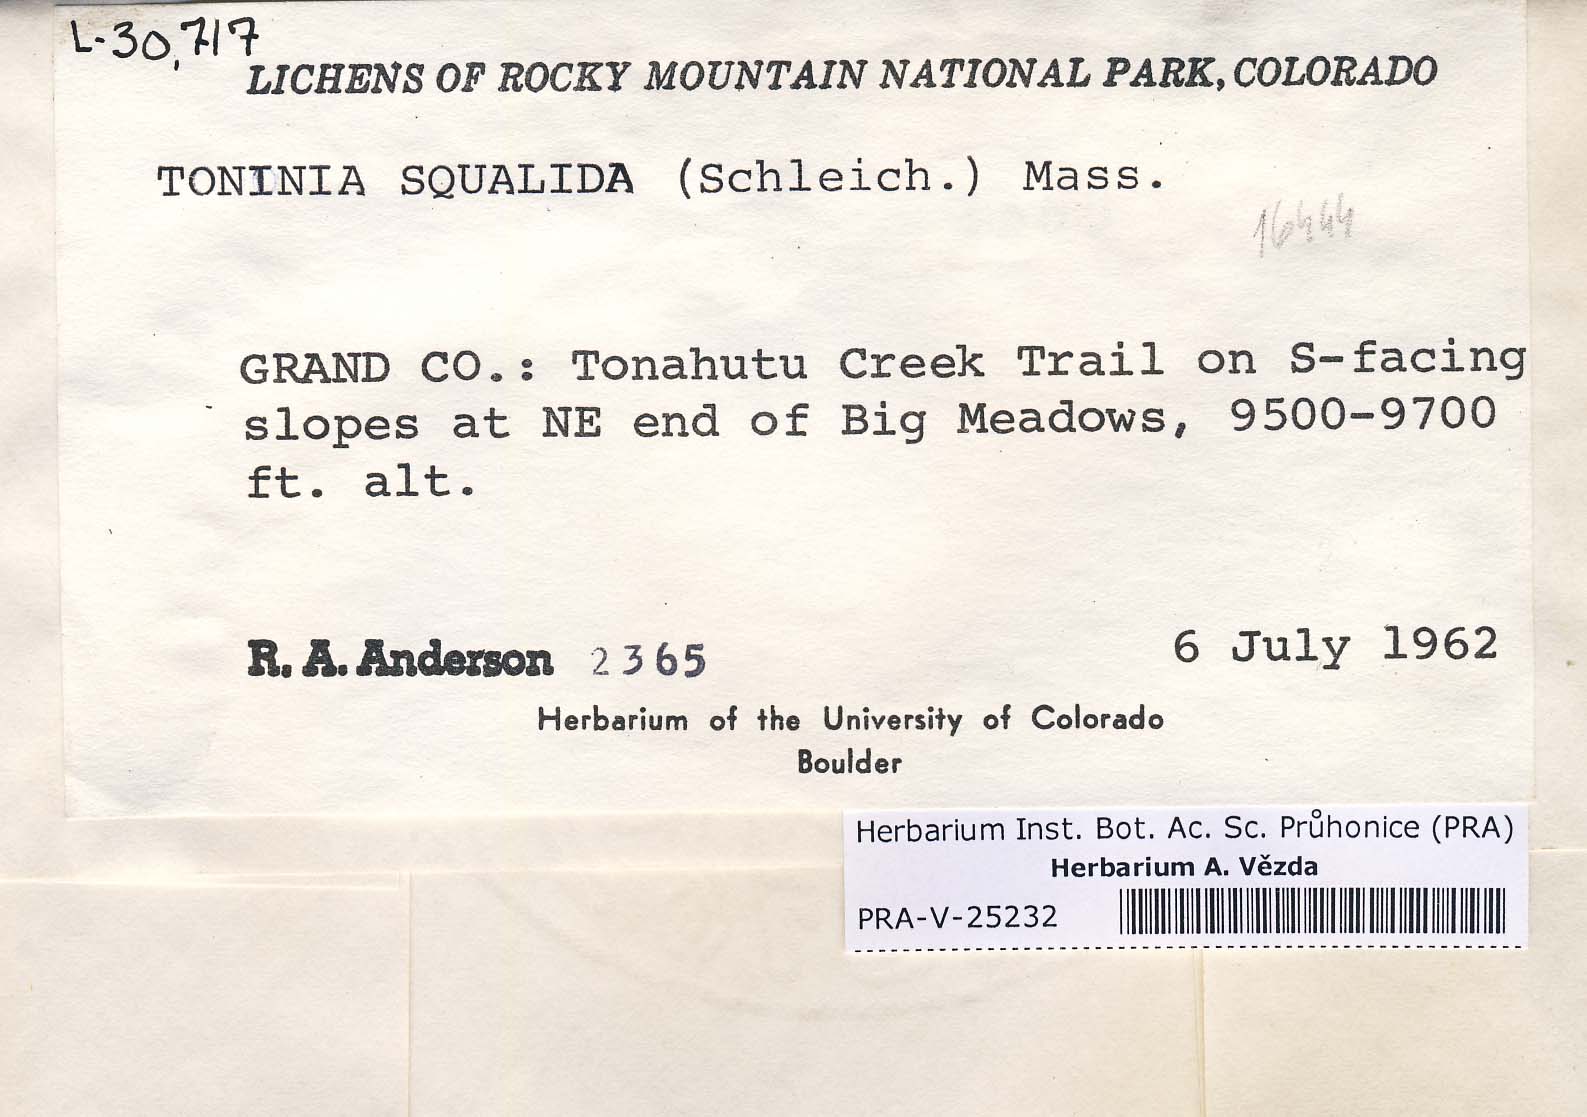 L-30,717
LICHENS OF ROCKY MOUNTAIN NATIONAL PARK, COLORADO
TONINIA SQUALIDA (Schleich.) Mass.
16444
GRAND CO.: Tonahutu Creek Trail on S-facing
slopes at NE end of Big Meadows, 9500-9700
ft. alt.
R. A. Anderson 2365
6 July 1962
Herbarium of the University of Colorado
Boulder
Herbarium Inst. Bot. Ac. Sc. Průhonice (PRA)
Herbarium A. Vězda
PRA-V-25232